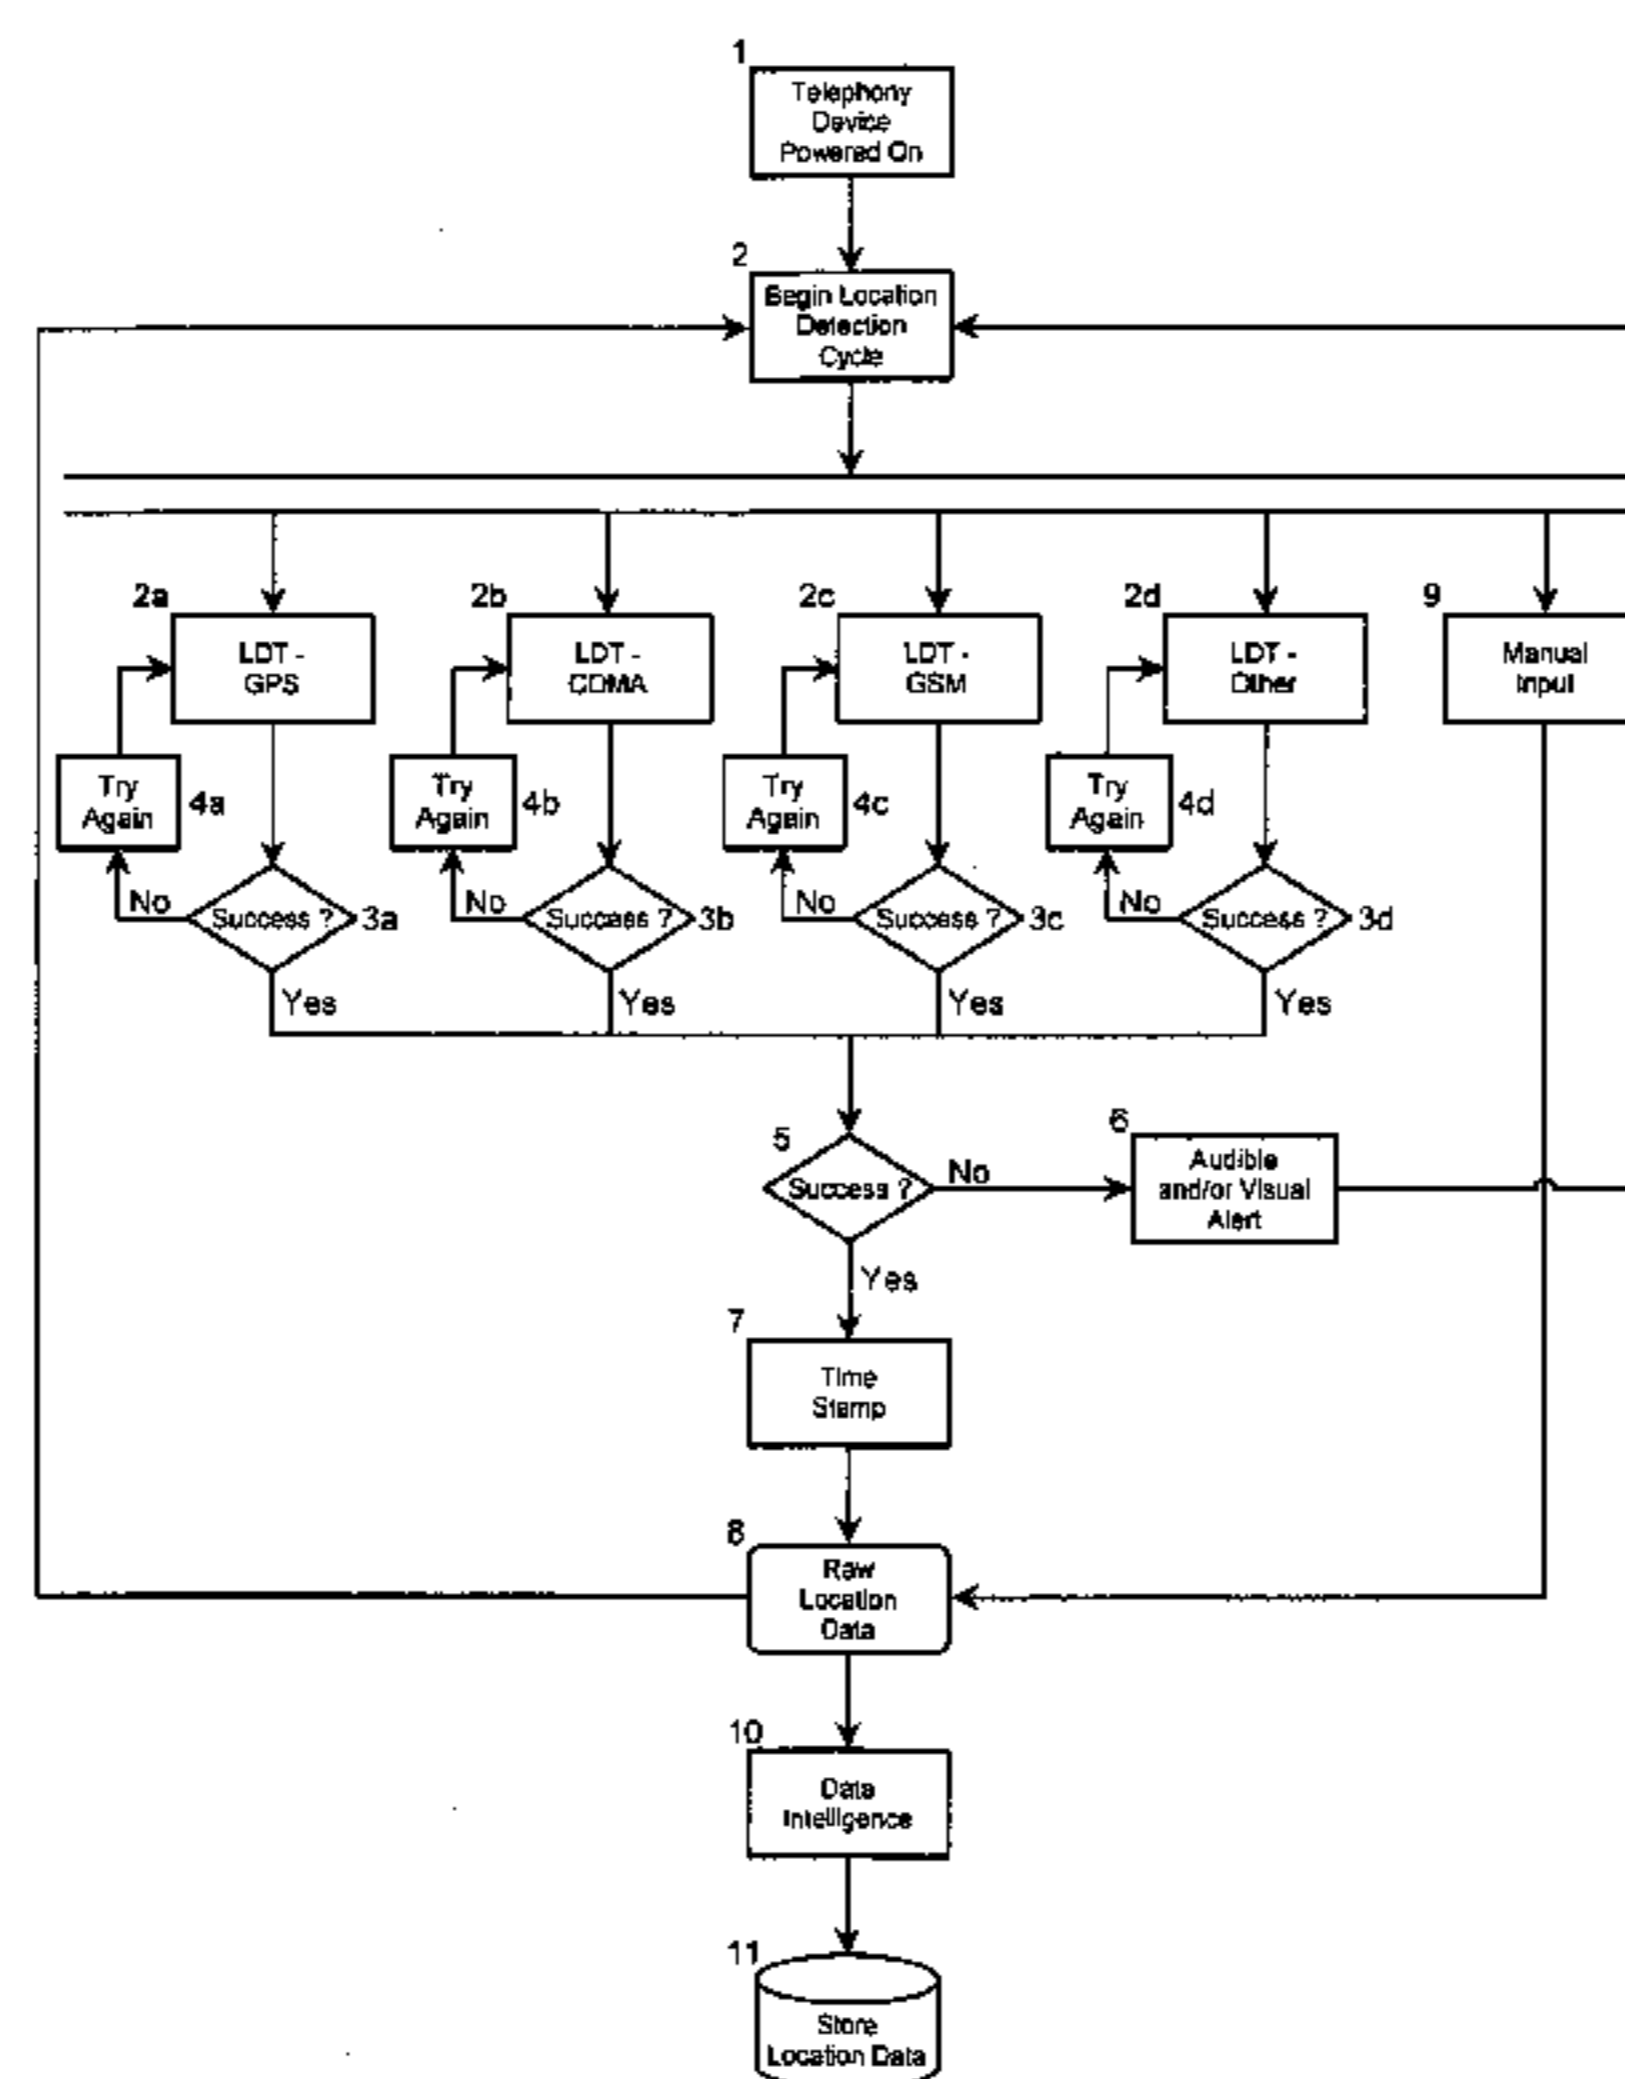 1
Telephony
Device
Powered On
2
Begin Location
Detection
Cycle
2a
LDT -
GPS
2b
LDT -
CDMA
2c
LDT -
GSM
2d
LDT -
Other
9
Manual
Input
Try
Again
4a
Try
Again
4b
Try
Again
4c
Try
Again
4d
No
Success ?
3a
No
Success ?
3b
No
Success ?
3c
No
Success ?
3d
Yes
Yes
Yes
Yes
5
Success ?
No
6
Audible
and/or Visual
Alert
Yes
7
Time
Stamp
8
Raw
Location
Data
10
Data
Intelligence
11
Store
Location Data